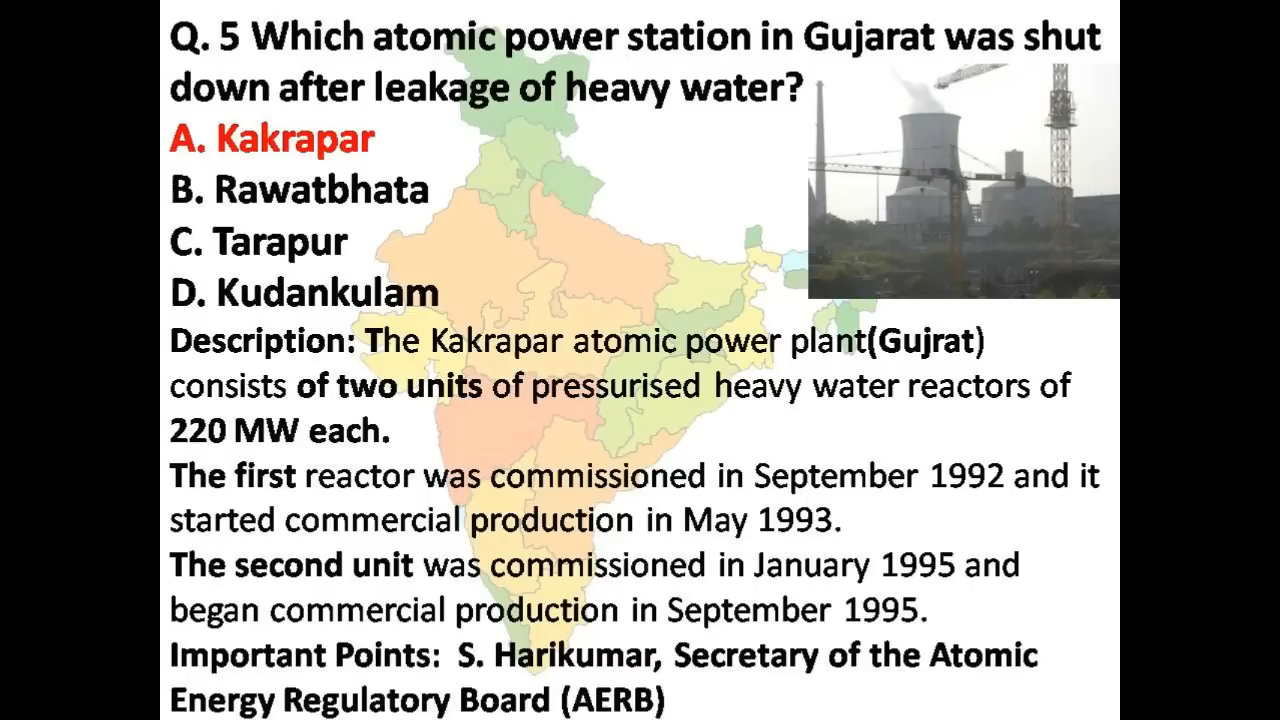 Q. 5 Which atomic power station in Gujarat was shut
down after leakage of heavy water?
A. Kakrapar
B. Rawatbhata
C. Tarapur
D. Kudankulam
Description: The Kakrapar atomic power plant(Gujrat)
consists of two units of pressurised heavy water reactors of
220 MW each.
The first reactor was commissioned in September 1992 and it
started commercial production in May 1993.
The second unit was commissioned in January 1995 and
began commercial production in September 1995.
Important Points: S. Harikumar, Secretary of the Atomic
Energy Regulatory Board (AERB)